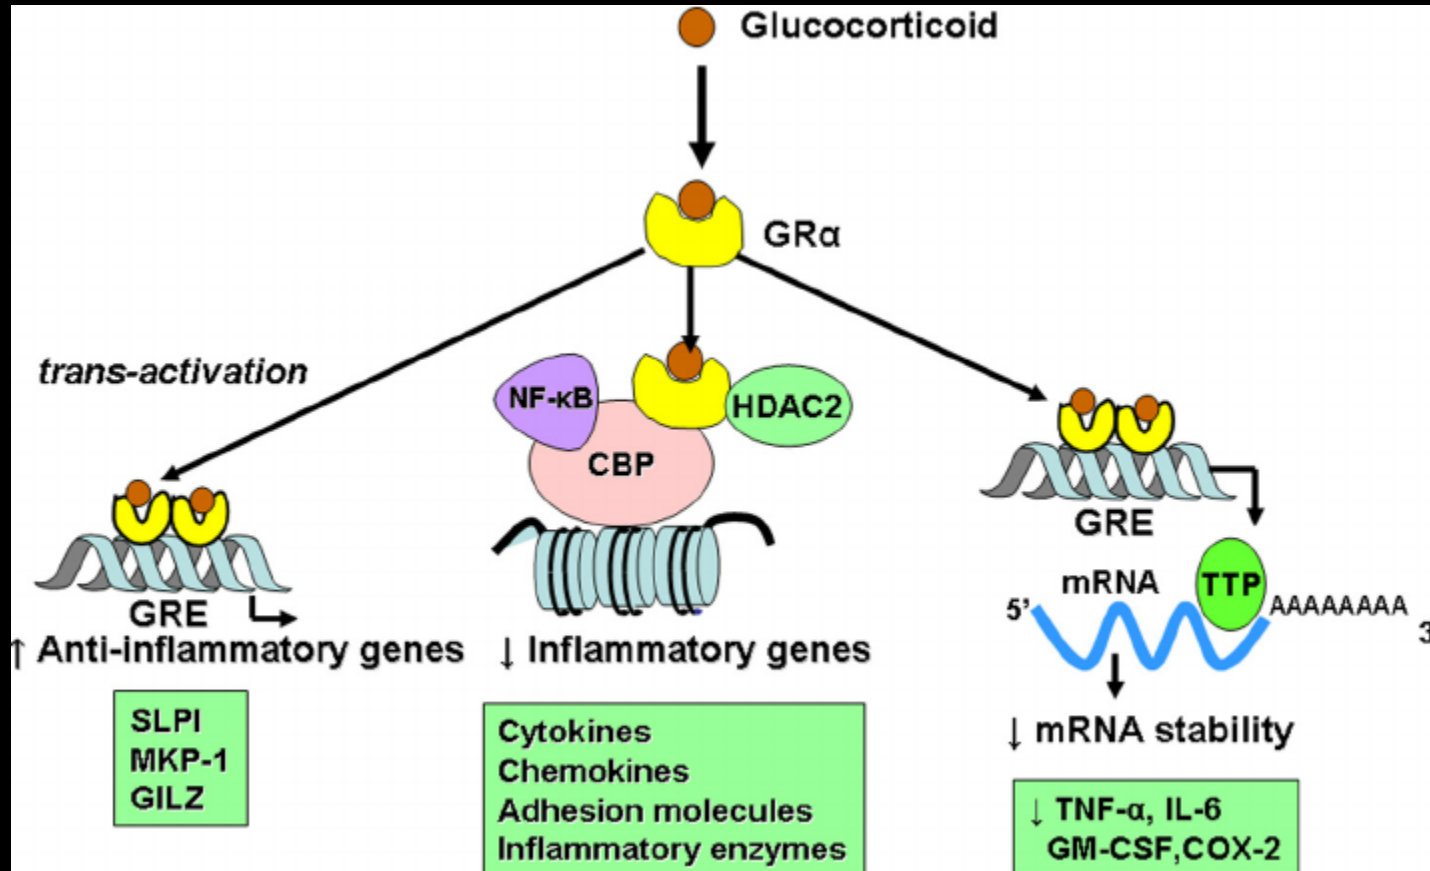 Glucocorticoid
GRα
trans-activation
NF-κB
HDAC2
CBP
GRE
GRE
mRNA
TTP
5’
AAAAAAAA
3
↑ Anti-inflammatory genes
↓ Inflammatory genes
↓ mRNA stability
SLPI
MKP-1
GILZ
Cytokines
Chemokines
Adhesion molecules
Inflammatory enzymes
↓ TNF-α, IL-6
GM-CSF,COX-2